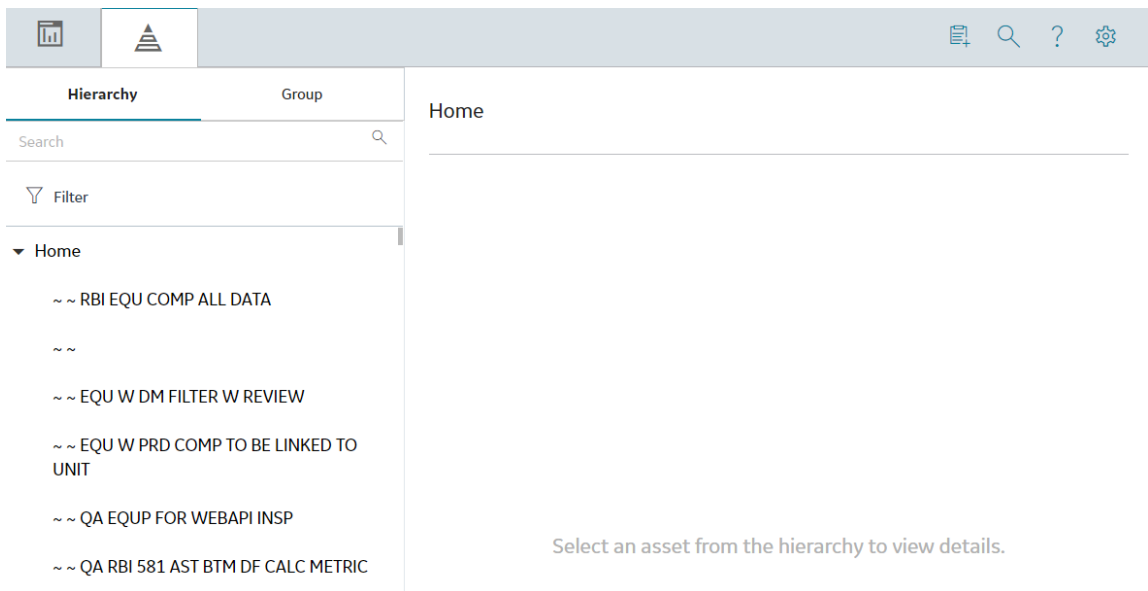 Hierarchy
Group
Search
Filter
Home
~ ~ RBI EQU COMP ALL DATA
~ ~
~ ~ EQU W DM FILTER W REVIEW
~ ~ EQU W PRD COMP TO BE LINKED TO
UNIT
~ ~ QA EQUP FOR WEBAPI INSP
~ ~ QA RBI 581 AST BTM DF CALC METRIC
Home
Select an asset from the hierarchy to view details.